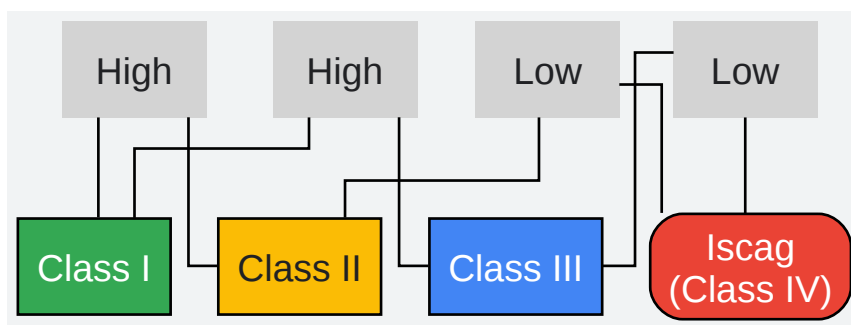 High
High
Low
Low
Class I
Class II
Class III
Iscag
(Class IV)